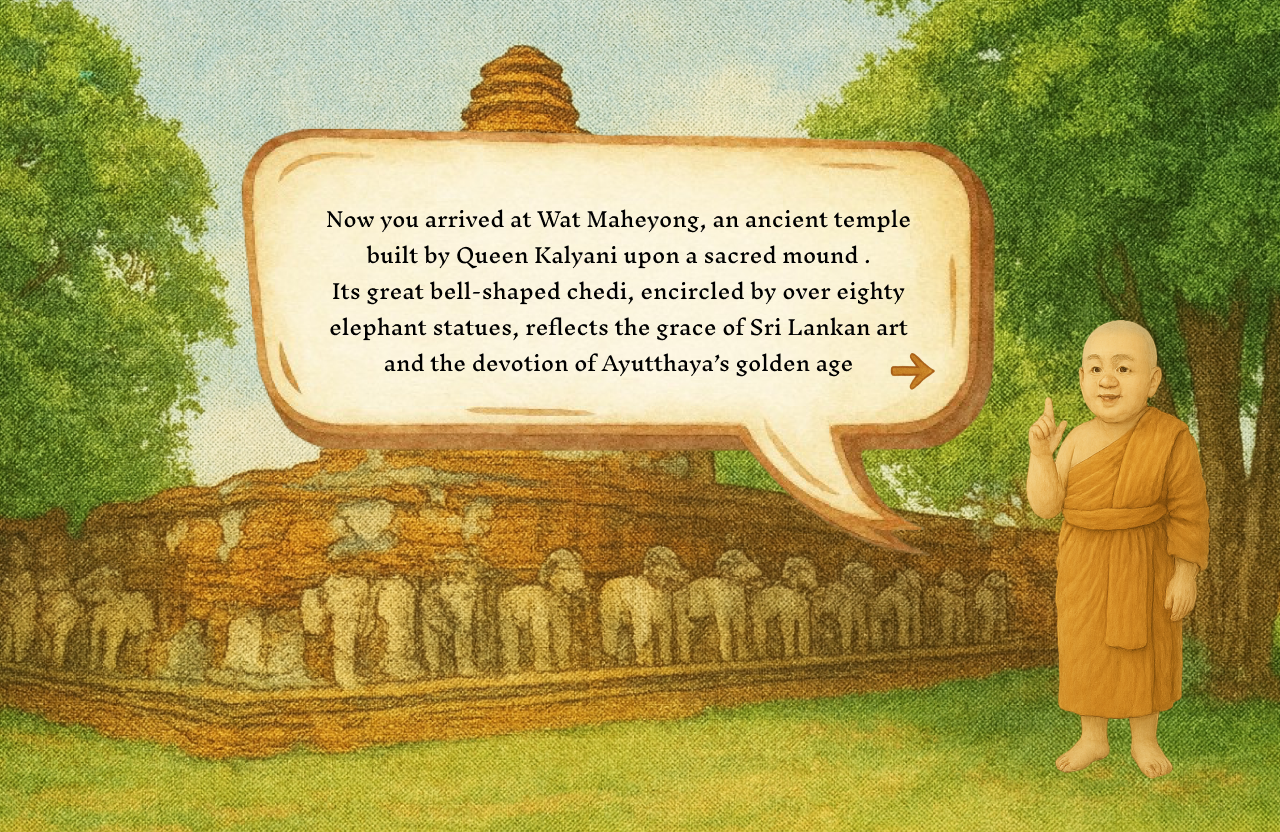 Now you arrived at Wat Maheyong, an ancient temple
built by Queen Kalyani upon a sacred mound .
Its great bell-shaped chedi, encircled by over eighty
elephant statues, reflects the grace of Sri Lankan art
and the devotion of Ayutthaya’s golden age